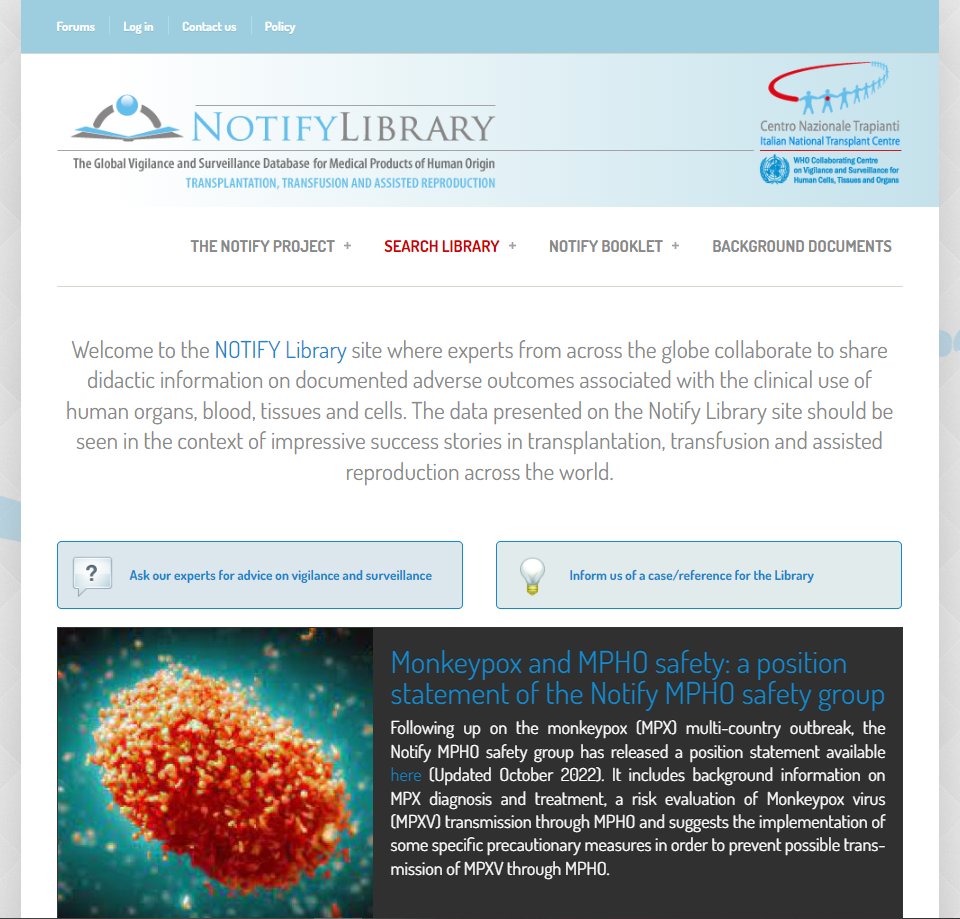 Forums
Log in
Contact us
Policy
NOTIFYLIBRARY
The Global Vigilance and Surveillance Database for Medical Products of Human Origin
TRANSPLANTATION, TRANSFUSION AND ASSISTED REPRODUCTION
Centro Nazionale Trapianti
Italian National Transplant Centre
WHO Collaborating Centre
on Vigilance and Surveillance for
Human Cells, Tissues and Organs
THE NOTIFY PROJECT +
SEARCH LIBRARY +
NOTIFY BOOKLET +
BACKGROUND DOCUMENTS
Welcome to the NOTIFY Library site where experts from across the globe collaborate to share
didactic information on documented adverse outcomes associated with the clinical use of
human organs, blood, tissues and cells. The data presented on the Notify Library site should be
seen in the context of impressive success stories in transplantation, transfusion and assisted
reproduction across the world.
?
Ask our experts for advice on vigilance and surveillance
Inform us of a case/reference for the Library
Monkeypox and MPHO safety: a position
statement of the Notify MPHO safety group
Following up on the monkeypox (MPX) multi-country outbreak, the
Notify MPHO safety group has released a position statement available
here (Updated October 2022). It includes background information on
MPX diagnosis and treatment, a risk evaluation of Monkeypox virus
(MPXV) transmission through MPHO and suggests the implementation of
some specific precautionary measures in order to prevent possible trans-
mission of MPXV through MPHO.